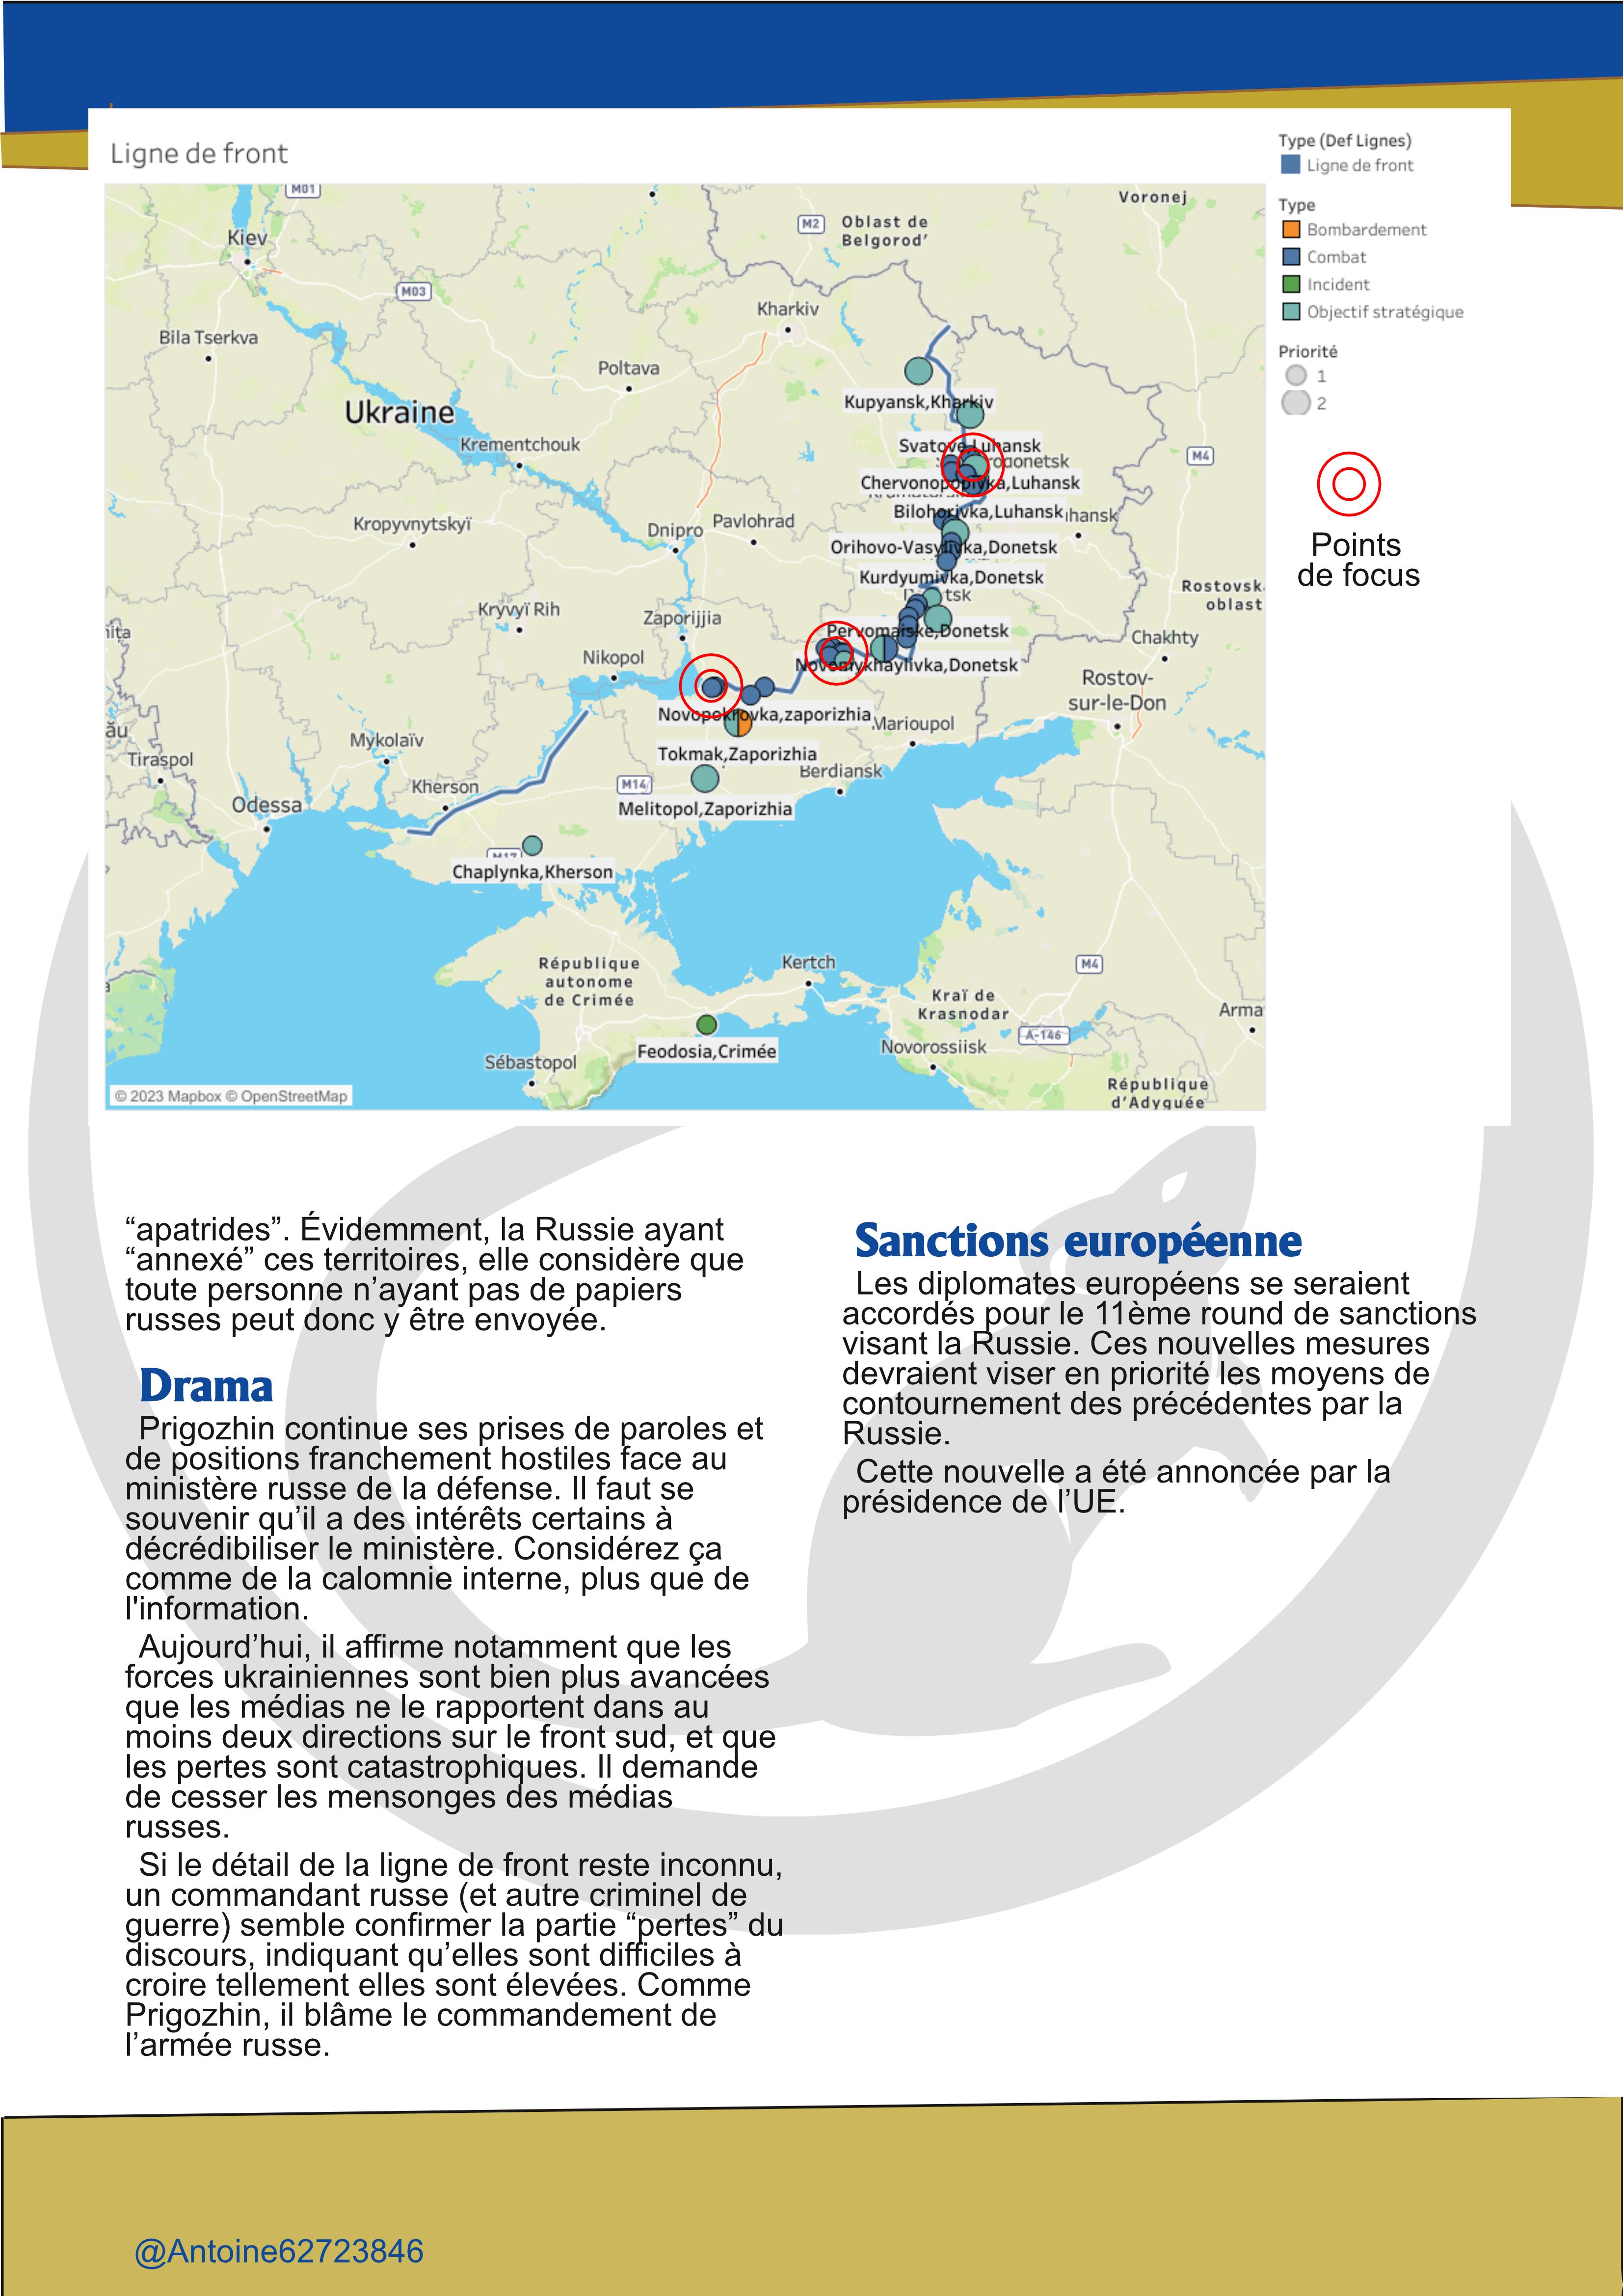 Ligne de front
Type (Def Lignes)
Ligne de front
Type
Bombardement
Combat
Incident
Objectif stratégique
Priorité
1
2
Points
de focus
M01
Voronej
M2
Oblast de
Belgorod'
Kiev
M03
Kharkiv
Bila Tserkva
Poltava
Kupyansk,Kharkiv
Ukraine
Krementchouk
Svatove,Luhansk
M4
Chervonopopivka,Luhansk
Bilohorivka,Luhansk
Kropyvnytskyï
Dnipro
Pavlohrad
Orihovo-Vasylivka,Donetsk
Kurdyumivka,Donetsk
Rostovsk
oblast
Kryvyï Rih
Zaporijjia
Pervomaiske,Donetsk
Chakhty
Nikopol
Novomykhaylivka,Donetsk
Rostov-
sur-le-Don
Novopokrovka,zaporizhia
Marioupol
Mykolaïv
Tiraspol
Tokmak,Zaporizhia
Berdiansk
Kherson
M14
Odessa
Melitopol,Zaporizhia
M17
Chaplynka,Kherson
République
autonome
de Crimée
Kertch
M4
Kraï de
Krasnodar
Arma
A-146
Feodosia,Crimée
Novorossiisk
Sébastopol
République
d'Adyguée
© 2023 Mapbox © OpenStreetMap
“apatrides”. Évidemment, la Russie ayant
“annexé” ces territoires, elle considère que
toute personne n’ayant pas de papiers
russes peut donc y être envoyée.
Drama
Prigozhin continue ses prises de paroles et
de positions franchement hostiles face au
ministère russe de la défense. Il faut se
souvenir qu’il a des intérêts certains à
décrédibiliser le ministère. Considérez ça
comme de la calomnie interne, plus que de
l'information.
Aujourd’hui, il affirme notamment que les
forces ukrainiennes sont bien plus avancées
que les médias ne le rapportent dans au
moins deux directions sur le front sud, et que
les pertes sont catastrophiques. Il demande
de cesser les mensonges des médias
russes.
Si le détail de la ligne de front reste inconnu,
un commandant russe (et autre criminel de
guerre) semble confirmer la partie “pertes” du
discours, indiquant qu’elles sont difficiles à
croire tellement elles sont élevées. Comme
Prigozhin, il blâme le commandement de
l’armée russe.
Sanctions européenne
Les diplomates européens se seraient
accordés pour le 11ème round de sanctions
visant la Russie. Ces nouvelles mesures
devraient viser en priorité les moyens de
contournement des précédentes par la
Russie.
Cette nouvelle a été annoncée par la
présidence de l’UE.
@Antoine62723846